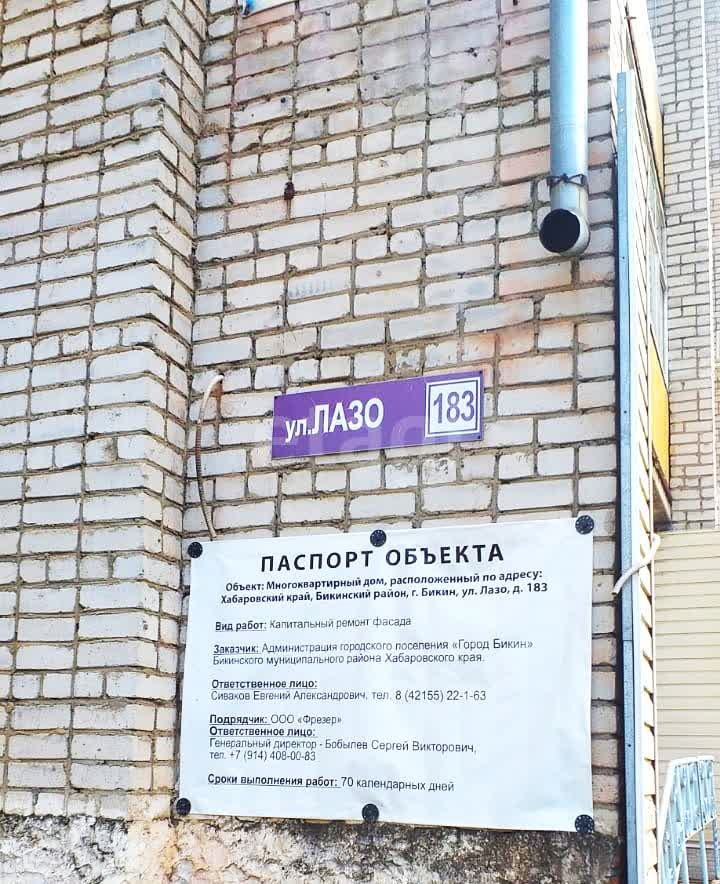 ул.ЛАЗО 183
ПАСПОРТ ОБЪЕКТА
Объект: Многоквартирный дом, расположенный по адресу:
Хабаровский край, Бикинский район, г. Бикин, ул. Лазо, д. 183
Вид работ: Капитальный ремонт фасада
Заказчик: Администрация городского поселения «Город Бикин»
Бикинского муниципального района Хабаровского края.
Ответственное лицо:
Сиваков Евгений Александрович, тел. 8 (42155) 22-1-63
Подрядчик: ООО «Фрезер»
Ответственное лицо:
Генеральный директор - Бобылев Сергей Викторович,
тел. +7 (914) 408-00-83
Сроки выполнения работ: 70 календарных дней